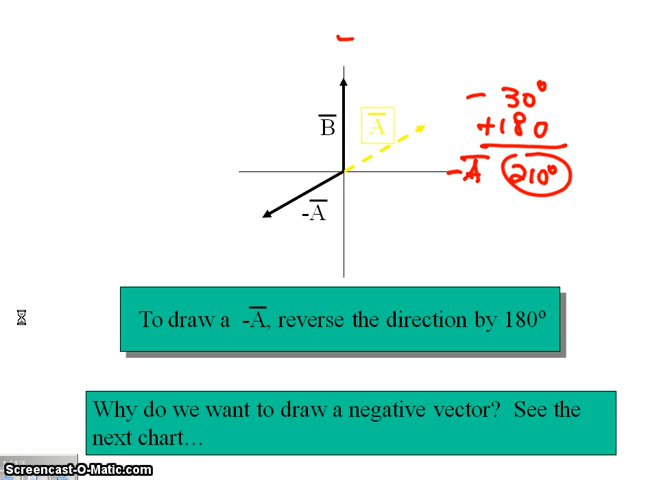 B̅
A̅
- 30°
+180
-A̅ 210°
-A̅
To draw a -A̅, reverse the direction by 180°
Why do we want to draw a negative vector? See the
next chart...
Screencast-O-Matic.com